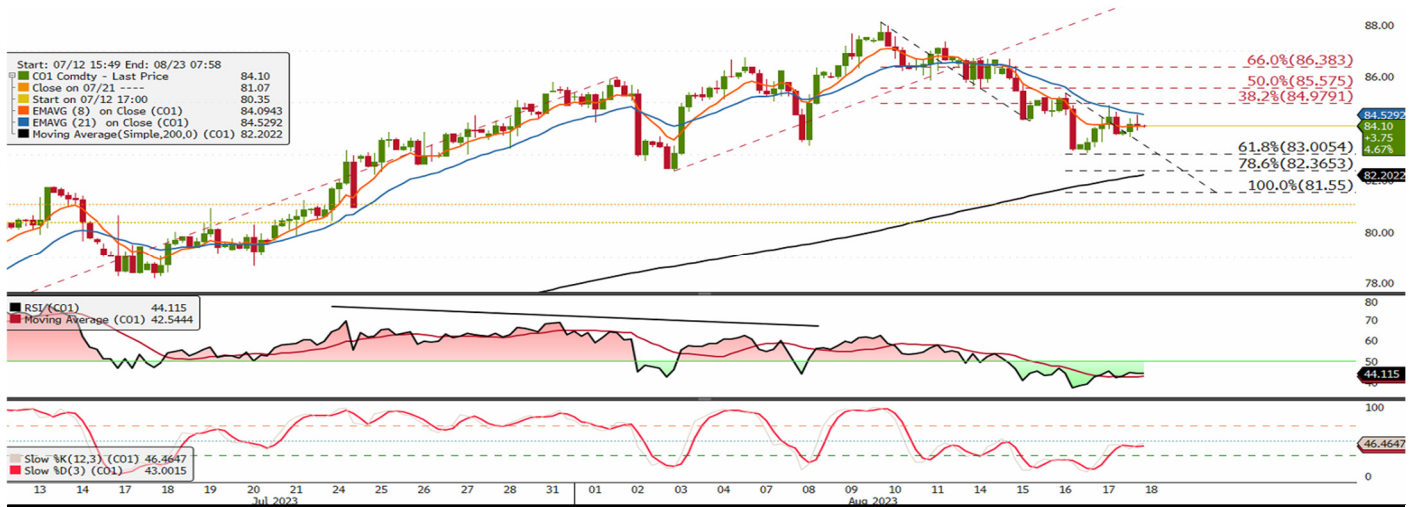 Start: 07/12 15:49 End: 08/23 07:58
CO1 Comdty - Last Price 84.10
Close on 07/21 ---- 81.07
Start on 07/12 17:00 80.35
EMAVG (8) on Close (CO1) 84.0943
EMAVG (21) on Close (CO1) 84.5292
Moving Average(Simple,200,0) (CO1) 82.2022
66.0%(86.383)
50.0%(85.575)
38.2%(84.9791)
61.8%(83.0054)
78.6%(82.3653)
100.0%(81.55)
88.00
86.00
84.5292
84.10
+3.75
4.67%
82.2022
82.00
80.00
78.00
RSI (CO1) 44.115
Moving Average (CO1) 42.5444
80
70
60
50
44.115
40
Slow %K(12,3) (CO1) 46.4647
Slow %D(3) (CO1) 43.0015
100
46.4647
0
13 14 17 18 19 20 21 24 25 26 27 28 31 01 02 03 04 07 08 09 10 11 14 15 16 17 18
Jul 2023 Aug 2023